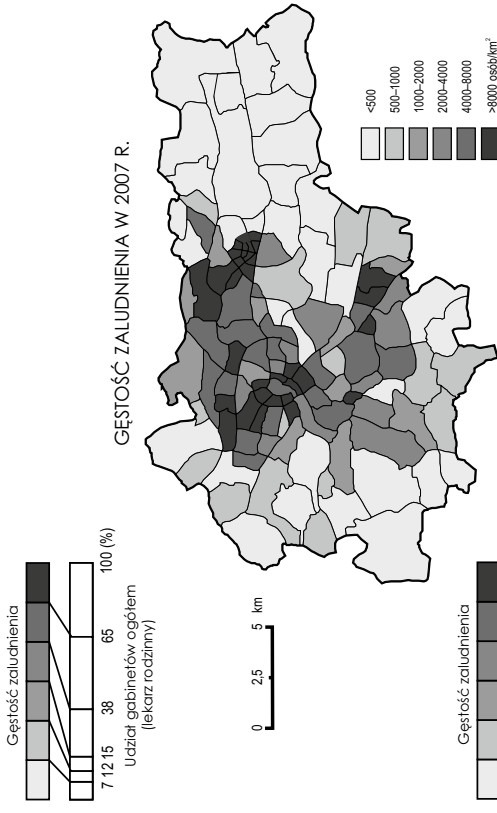 GĘSTOŚĆ ZALUDNIENIA W 2007 R.
Gęstość zaludnienia
7 12 15 38 65 100 (%)
Udział gabinetów ogółem
(lekarz rodzinny)
0 2,5 5 km
<500
500–1000
1000–2000
2000–4000
4000–8000
>8000 osób/km²
Gęstość zaludnienia